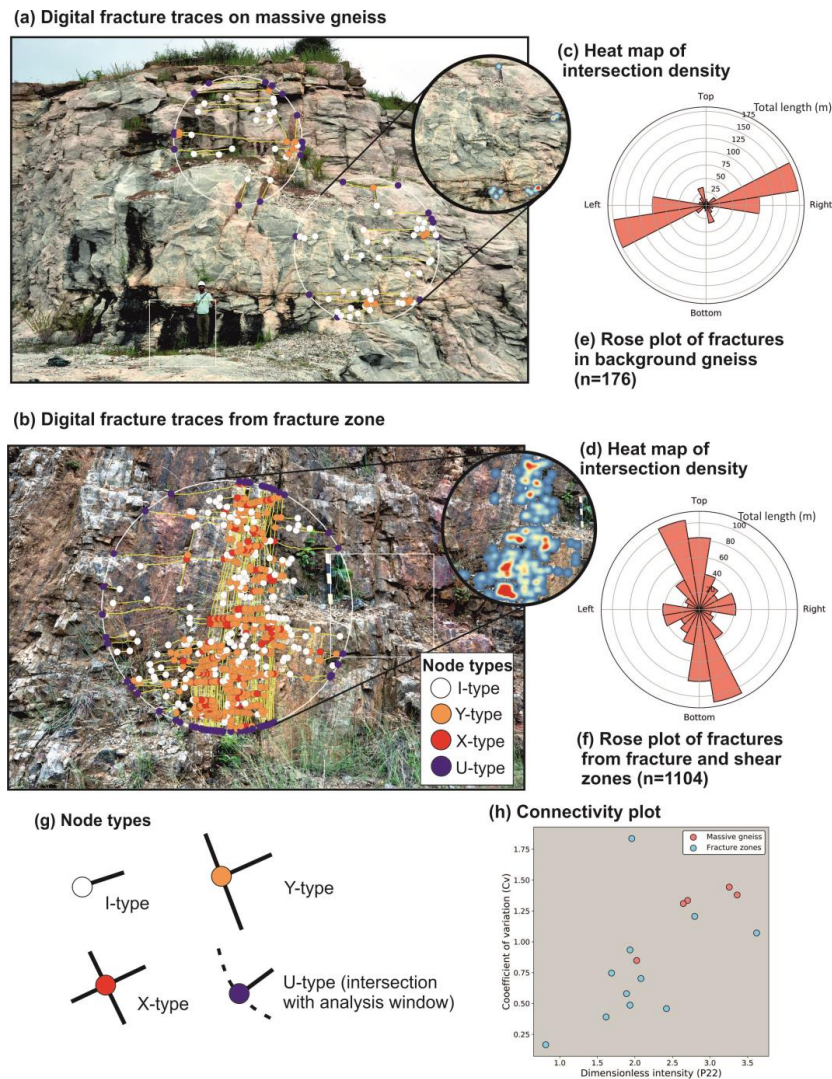 (a) Digital fracture traces on massive gneiss
(c) Heat map of
intersection density
Top
Total length (m)
175
125
100
75
50
25
Left
Right
Bottom
(e) Rose plot of fractures
in background gneiss
(n=176)
(b) Digital fracture traces from fracture zone
(d) Heat map of
intersection density
Top
Total length (m)
100
80
60
40
Left
Right
Bottom
Node types
I-type
Y-type
X-type
U-type
(f) Rose plot of fractures
from fracture and shear
zones (n=1104)
(g) Node types
I-type
Y-type
X-type
U-type (intersection
with analysis window)
(h) Connectivity plot
Massive gneiss
Fracture zones
Cooefficient of variation (Cv)
1.75
1.50
1.25
1.00
0.75
0.50
0.25
1.0
1.5
2.0
2.5
3.0
3.5
Dimensionless intensity (P22)